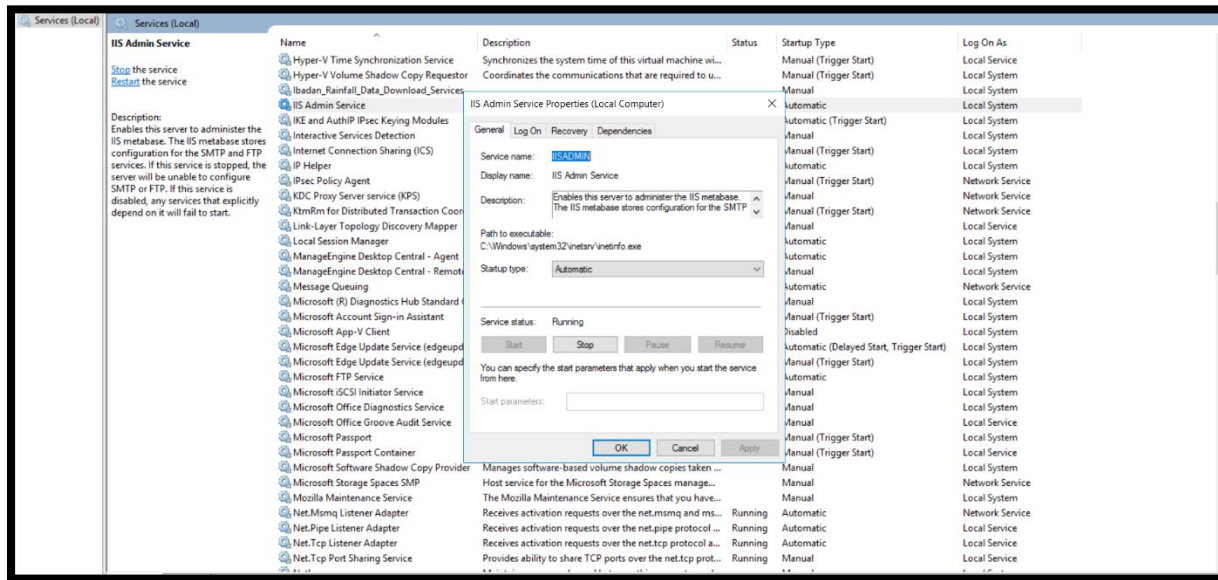 Services (Local)
Services (Local)
IIS Admin Service
Stop the service
Restart the service
Description:
Enables this server to administer the
IIS metabase. The IIS metabase stores
configuration for the SMTP and FTP
services. If this service is stopped, the
server will be unable to configure
SMTP or FTP. If this service is
disabled, any services that explicitly
depend on it will fail to start.
Name Description Status Startup Type Log On As
Hyper-V Time Synchronization Service Synchronizes the system time of this virtual machine wi... Manual (Trigger Start) Local Service
Hyper-V Volume Shadow Copy Requestor Coordinates the communications that are required to u... Manual (Trigger Start) Local System
Ibadan_Rainfall_Data_Download_Services Manual Local System
IIS Admin Service Automatic Local System
IKE and AuthIP IPsec Keying Modules Automatic (Trigger Start) Local System
Interactive Services Detection Manual Local System
Internet Connection Sharing (ICS) Manual (Trigger Start) Local System
IP Helper Automatic Local System
IPsec Policy Agent Manual (Trigger Start) Network Service
KDC Proxy Server service (KPS) Manual Network Service
KtmRm for Distributed Transaction Coor Manual (Trigger Start) Network Service
Link-Layer Topology Discovery Mapper Manual Local Service
Local Session Manager Automatic Local System
ManageEngine Desktop Central - Agent Automatic Local System
ManageEngine Desktop Central - Remot Manual Local System
Message Queuing Automatic Network Service
Microsoft (R) Diagnostics Hub Standard Manual Local System
Microsoft Account Sign-in Assistant Manual (Trigger Start) Local System
Microsoft App-V Client Disabled Local System
Microsoft Edge Update Service (edgeupd Automatic (Delayed Start, Trigger Start) Local System
Microsoft Edge Update Service (edgeupd Manual (Trigger Start) Local System
Microsoft FTP Service Automatic Local System
Microsoft iSCSI Initiator Service Manual Local System
Microsoft Office Diagnostics Service Manual Local System
Microsoft Office Groove Audit Service Manual Local Service
Microsoft Passport Manual (Trigger Start) Local System
Microsoft Passport Container Manual (Trigger Start) Local Service
Microsoft Software Shadow Copy Provider Manages software-based volume shadow copies taken ... Manual Local System
Microsoft Storage Spaces SMP Host service for the Microsoft Storage Spaces manage... Manual Network Service
Mozilla Maintenance Service The Mozilla Maintenance Service ensures that you have... Manual Local System
Net.Msmq Listener Adapter Receives activation requests over the net.msmq and ms... Running Automatic Network Service
Net.Pipe Listener Adapter Receives activation requests over the net.pipe protocol ... Running Automatic Local Service
Net.Tcp Listener Adapter Receives activation requests over the net.tcp protocol a... Running Automatic Local Service
Net.Tcp Port Sharing Service Provides ability to share TCP ports over the net.tcp prot... Running Manual Local Service
IIS Admin Service Properties (Local Computer)
General Log On Recovery Dependencies
Service name: IISADMIN
Display name: IIS Admin Service
Description: Enables this server to administer the IIS metabase.
The IIS metabase stores configuration for the SMTP
Path to executable:
C:\Windows\system32\inetsrv\inetinfo.exe
Startup type: Automatic
Service status: Running
Start Stop Pause Resume
You can specify the start parameters that apply when you start the service
from here.
Start parameters:
OK Cancel Apply